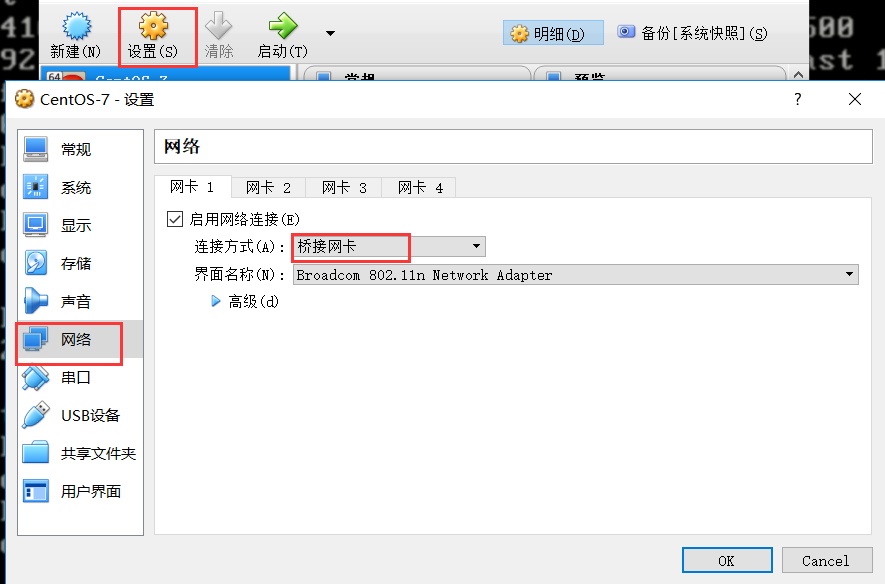 新建(N) 设置(S) 清除 启动(T) 明细(D) 备份[系统快照](S)
64 CentOS-7 常规 预览
CentOS-7 - 设置 ?
常规
系统
显示
存储
声音
网络
串口
USB设备
共享文件夹
用户界面
网络
网卡 1 网卡 2 网卡 3 网卡 4
启用网络连接(E)
连接方式(A): 桥接网卡
界面名称(N): Broadcom 802.11n Network Adapter
高级(d)
OK Cancel